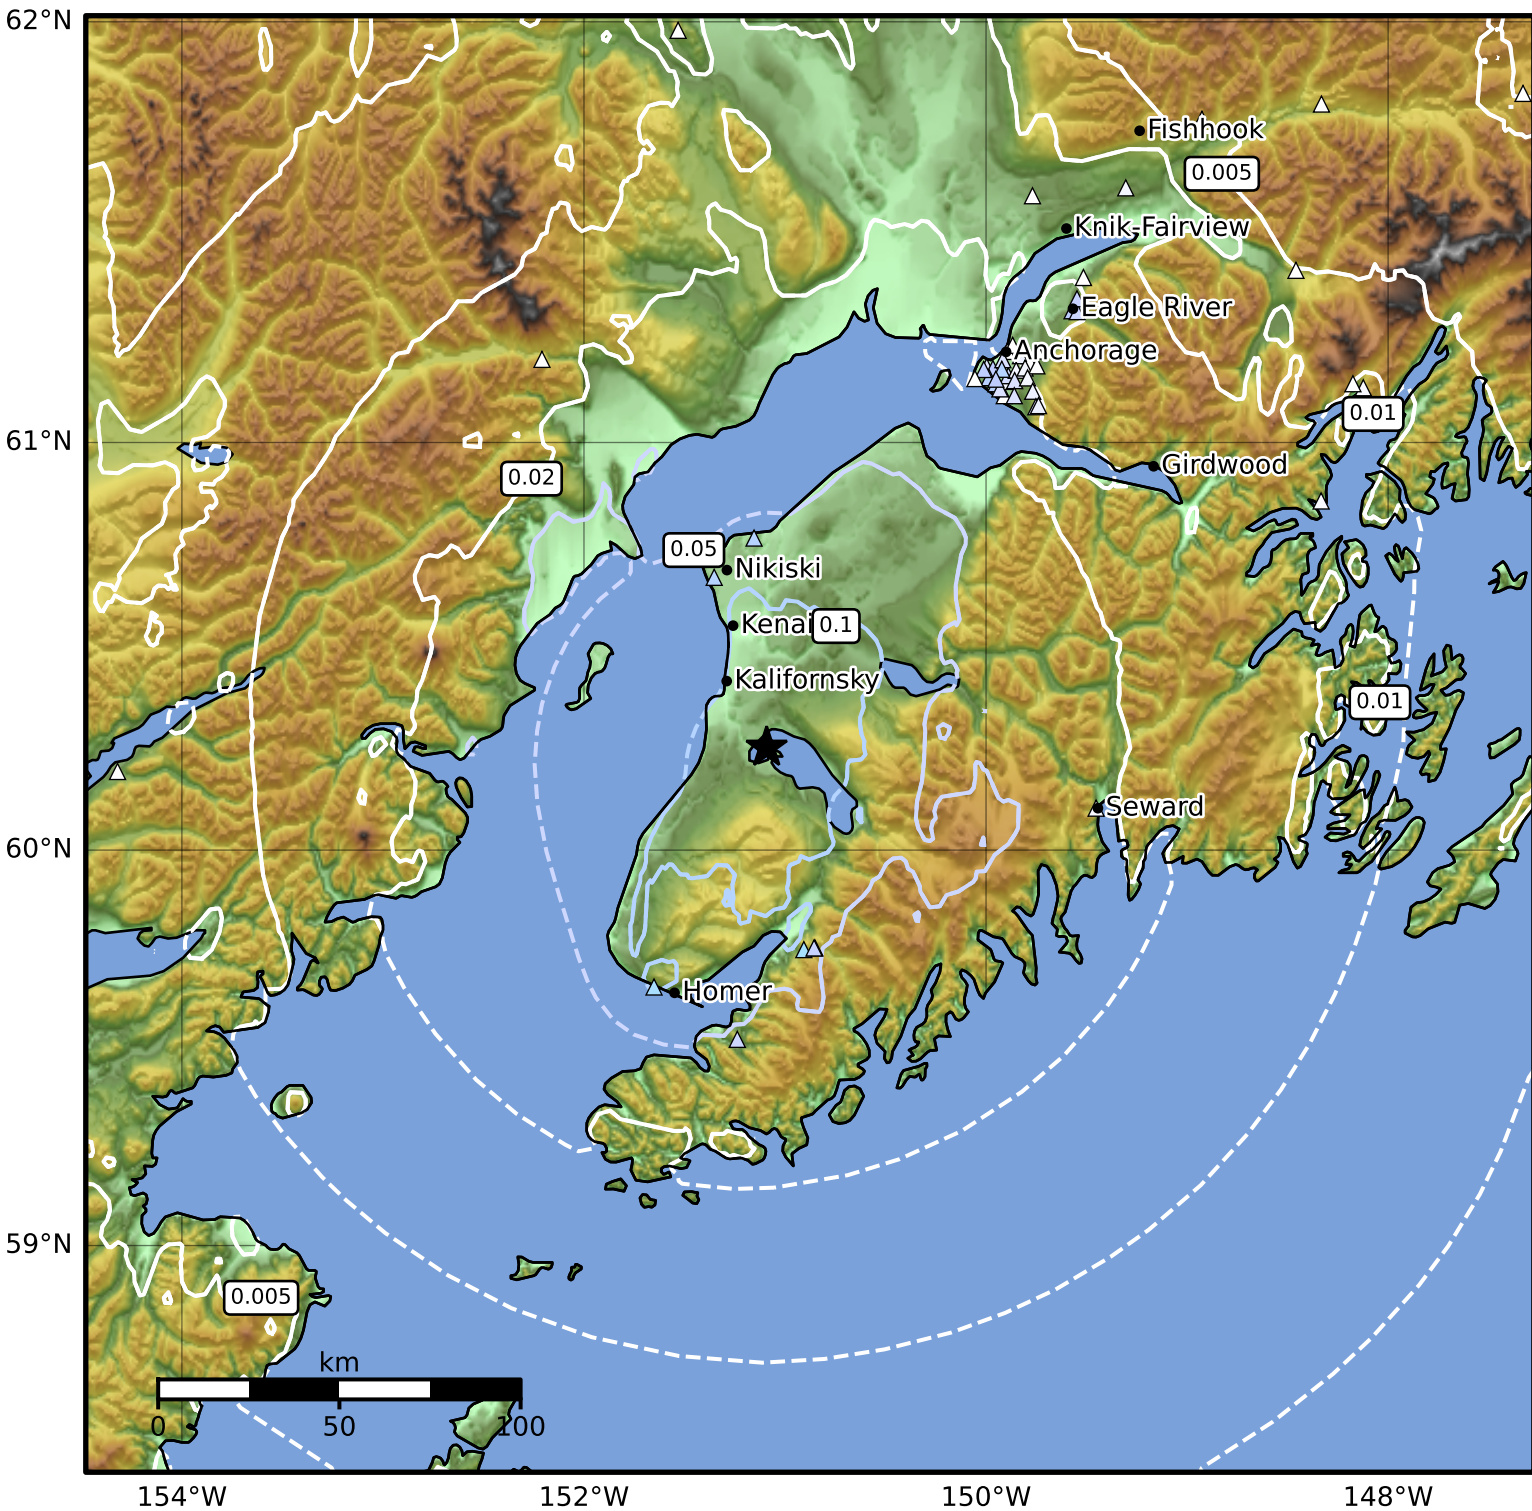 62°N
Fishhook
0.005
Knik-Fairview
Eagle River
Anchorage
0.01
61°N
Girdwood
0.02
0.05
Nikiski
Kenai
0.1
Kalifornsky
0.01
Seward
60°N
Homer
59°N
0.005
km
0 50 100
154°W 152°W 150°W 148°W